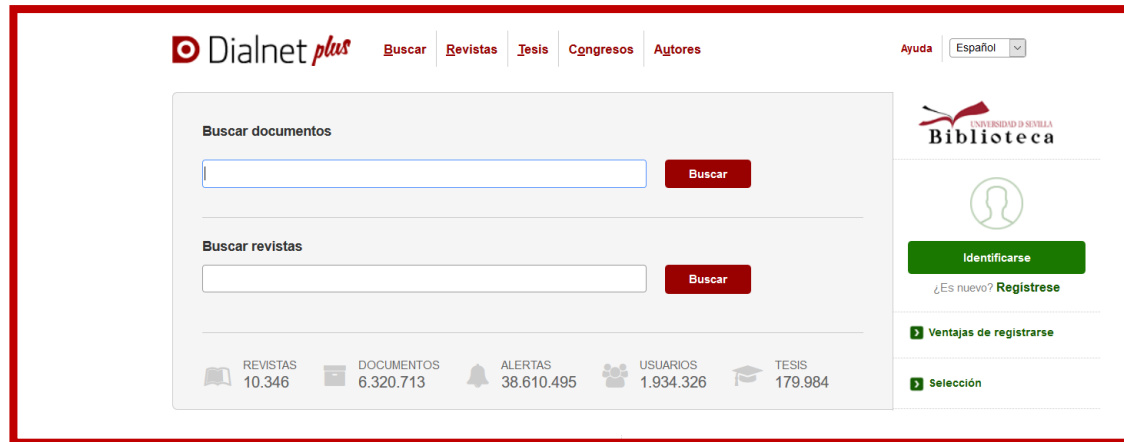 Dialnet plus
Buscar Revistas Tesis Congresos Autores
Ayuda Español
Buscar documentos
Buscar
Buscar revistas
Buscar
REVISTAS
10.346
DOCUMENTOS
6.320.713
ALERTAS
38.610.495
USUARIOS
1.934.326
TESIS
179.984
UNIVERSIDAD D SEVILLA
Biblioteca
Identificarse
¿Es nuevo? Regístrese
Ventajas de registrarse
Selección